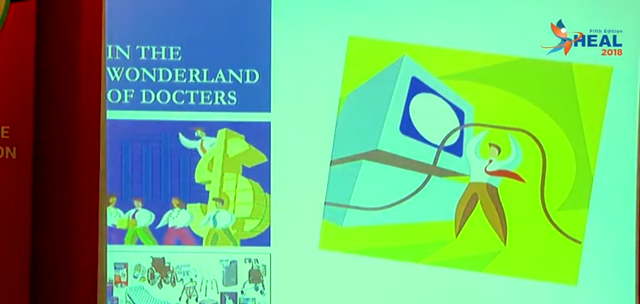 IN THE
WONDERLAND
OF DOCTERS
Fifth Edition
HEAL
2018
E
ON